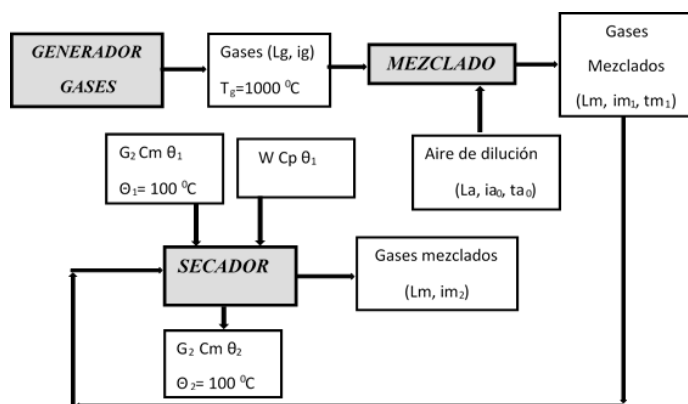 GENERADOR
GASES
Gases (Lg, ig)
Tg=1000 ⁰C
MEZCLADO
Gases
Mezclados
(Lm, im₁, tm₁)
Aire de dilución
(La, ia₀, ta₀)
G₂ Cm θ₁
Θ₁= 100 ⁰C
W Cp θ₁
SECADOR
Gases mezclados
(Lm, im₂)
G₂ Cm θ₂
Θ₂= 100 ⁰C